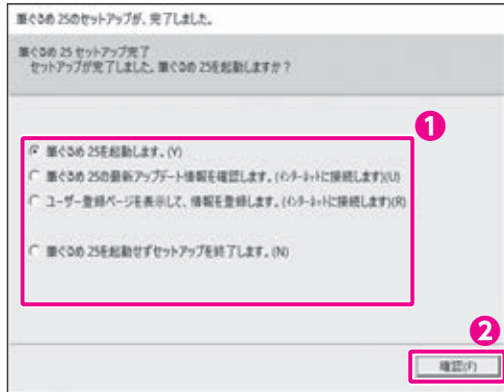 筆ぐるめ 25のセットアップが、完了しました。
筆ぐるめ 25 セットアップ完了
セットアップが完了しました。筆ぐるめ 25を起動しますか?
1
筆ぐるめ 25を起動します。(Y)
筆ぐるめ 25の最新アップデート情報を確認します。(インターネットに接続します)(U)
ユーザー登録ページを表示して、情報を登録します。(インターネットに接続します)(R)
筆ぐるめ 25を起動せずセットアップを終了します。(N)
2
確認(F)